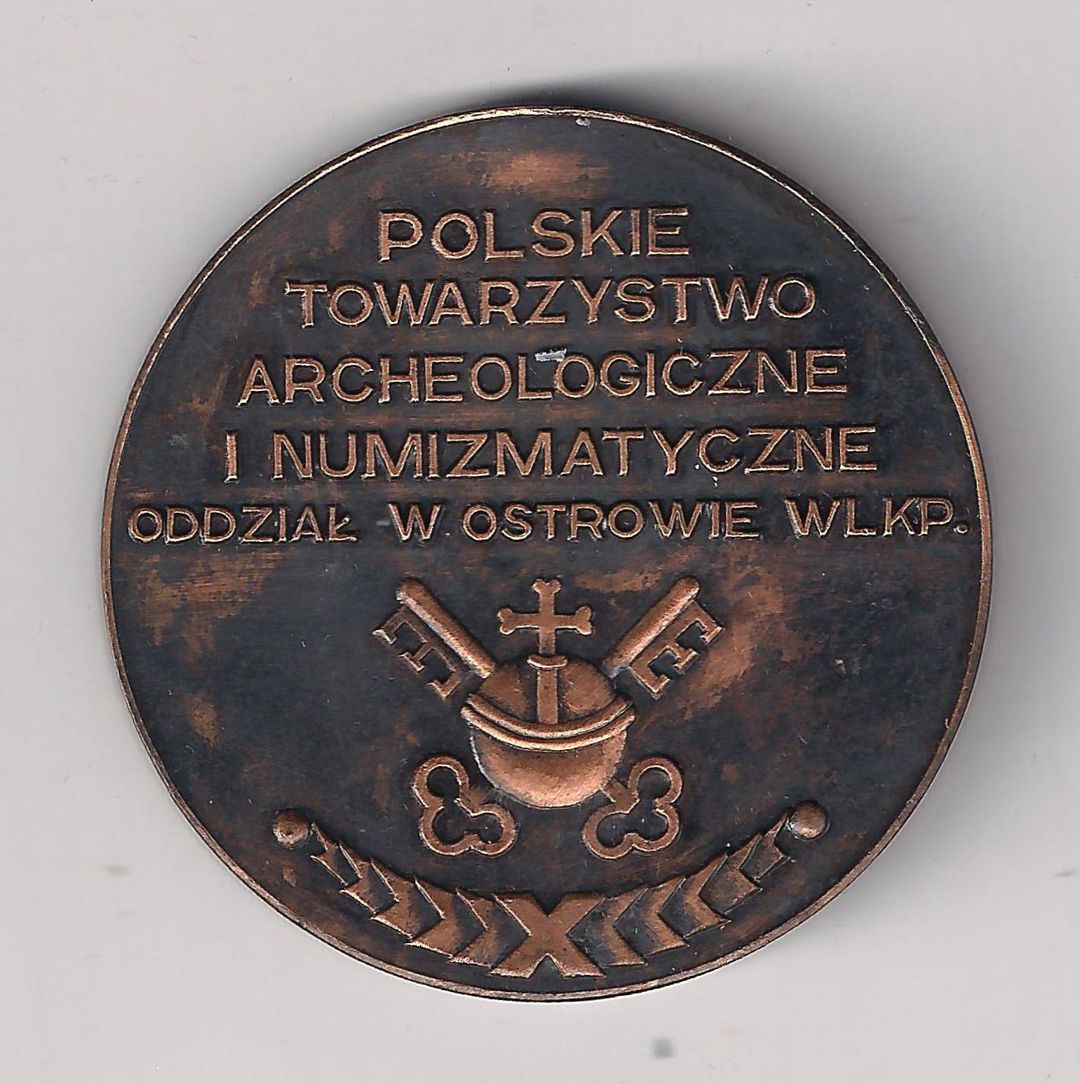 POLSKIE
TOWARZYSTWO
ARCHEOLOGICZNE
I NUMIZMATYCZNE
ODDZIAŁ W OSTROWIE WLKP.